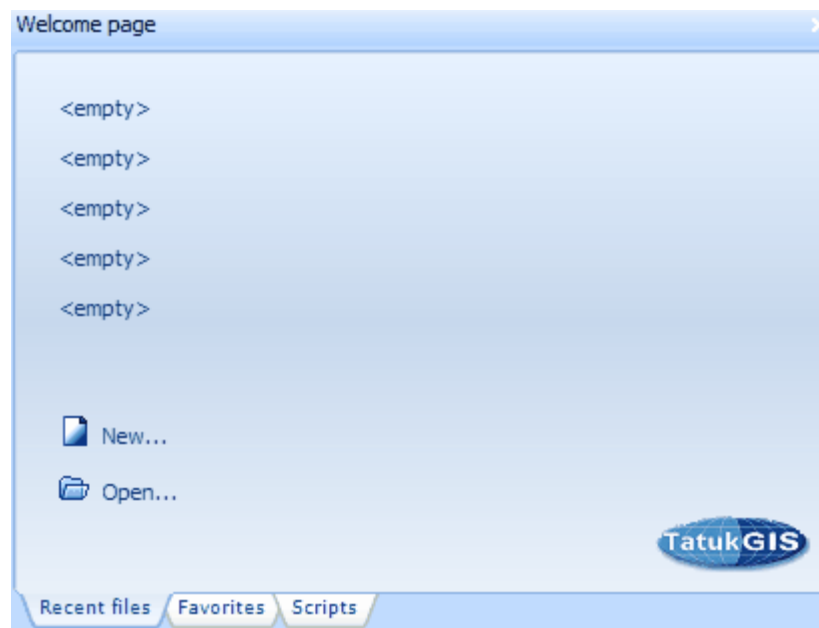 Welcome page
<empty>
<empty>
<empty>
<empty>
<empty>
New...
Open...
TatukGIS
Recent files Favorites Scripts